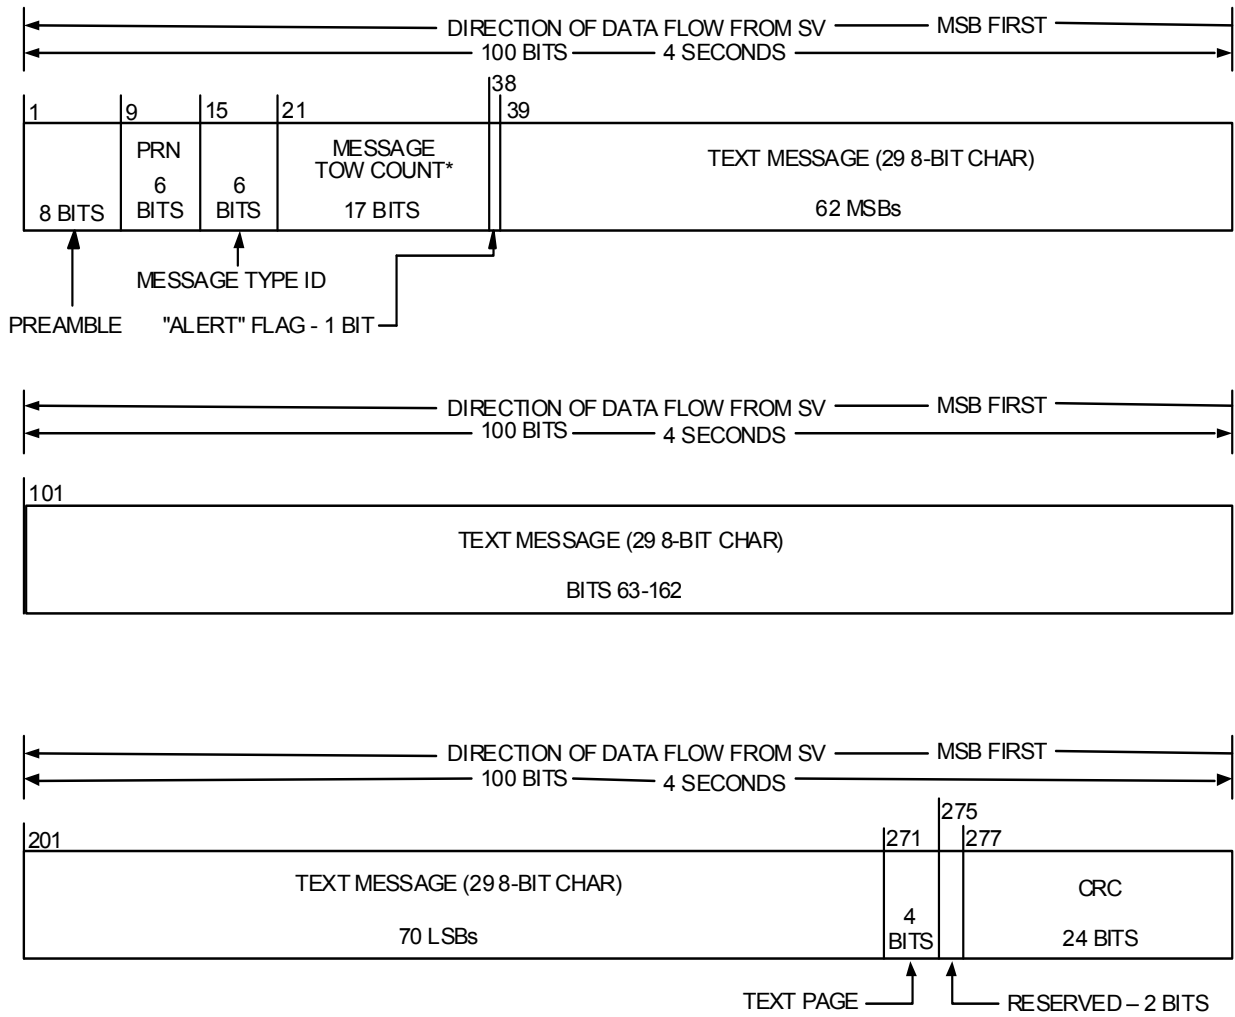 DIRECTION OF DATA FLOW FROM SV MSB FIRST
100 BITS 4 SECONDS
38
1 9 15 21 39
PRN MESSAGE TEXT MESSAGE (29 8-BIT CHAR)
TOW COUNT*
6 6
8 BITS BITS BITS 17 BITS 62 MSBs
MESSAGE TYPE ID
PREAMBLE "ALERT" FLAG - 1 BIT
DIRECTION OF DATA FLOW FROM SV MSB FIRST
100 BITS 4 SECONDS
101
TEXT MESSAGE (29 8-BIT CHAR)
BITS 63-162
DIRECTION OF DATA FLOW FROM SV MSB FIRST
100 BITS 4 SECONDS
275
201 271 277
TEXT MESSAGE (29 8-BIT CHAR) CRC
4
70 LSBs BITS 24 BITS
TEXT PAGE RESERVED – 2 BITS